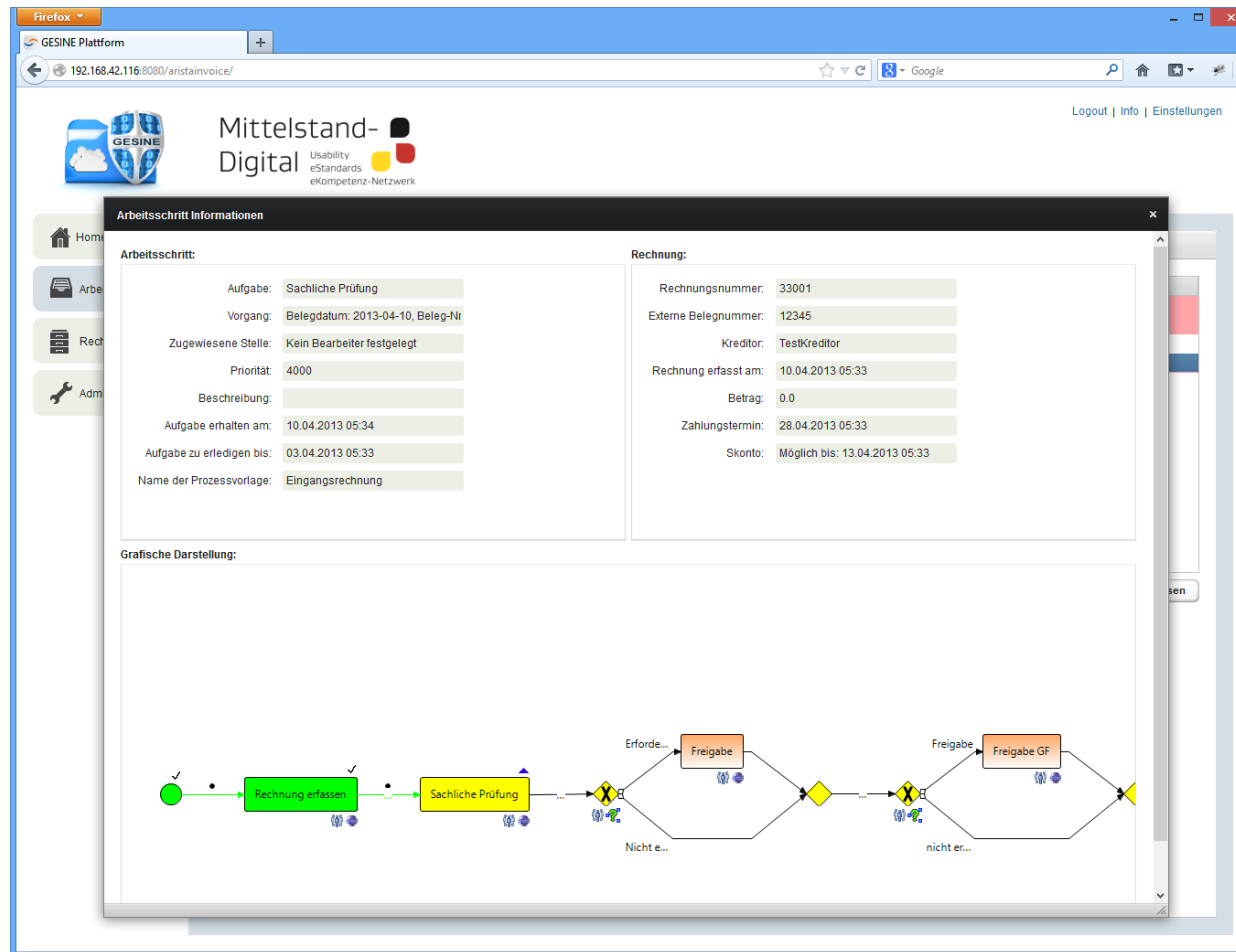 Firefox
GESINE Plattform
192.168.42.116:8080/aristainvoice/
Google
Logout | Info | Einstellungen
GESINE
Mittelstand-
Digital
Usability
eStandards
eKompetenz-Netzwerk
Home
Arbe
Rech
Adm
Arbeitsschritt Informationen
Arbeitsschritt:
Aufgabe: Sachliche Prüfung
Vorgang: Belegdatum: 2013-04-10, Beleg-Nr
Zugewiesene Stelle: Kein Bearbeiter festgelegt
Priorität: 4000
Beschreibung:
Aufgabe erhalten am: 10.04.2013 05:34
Aufgabe zu erledigen bis: 03.04.2013 05:33
Name der Prozessvorlage: Eingangsrechnung
Rechnung:
Rechnungsnummer: 33001
Externe Belegnummer: 12345
Kreditor: TestKreditor
Rechnung erfasst am: 10.04.2013 05:33
Betrag: 0.0
Zahlungstermin: 28.04.2013 05:33
Skonto: Möglich bis: 13.04.2013 05:33
sen
Grafische Darstellung:
Rechnung erfassen
...
Sachliche Prüfung
...
Erforde...
Freigabe
Nicht e...
...
Freigabe
Freigabe GF
nicht er...